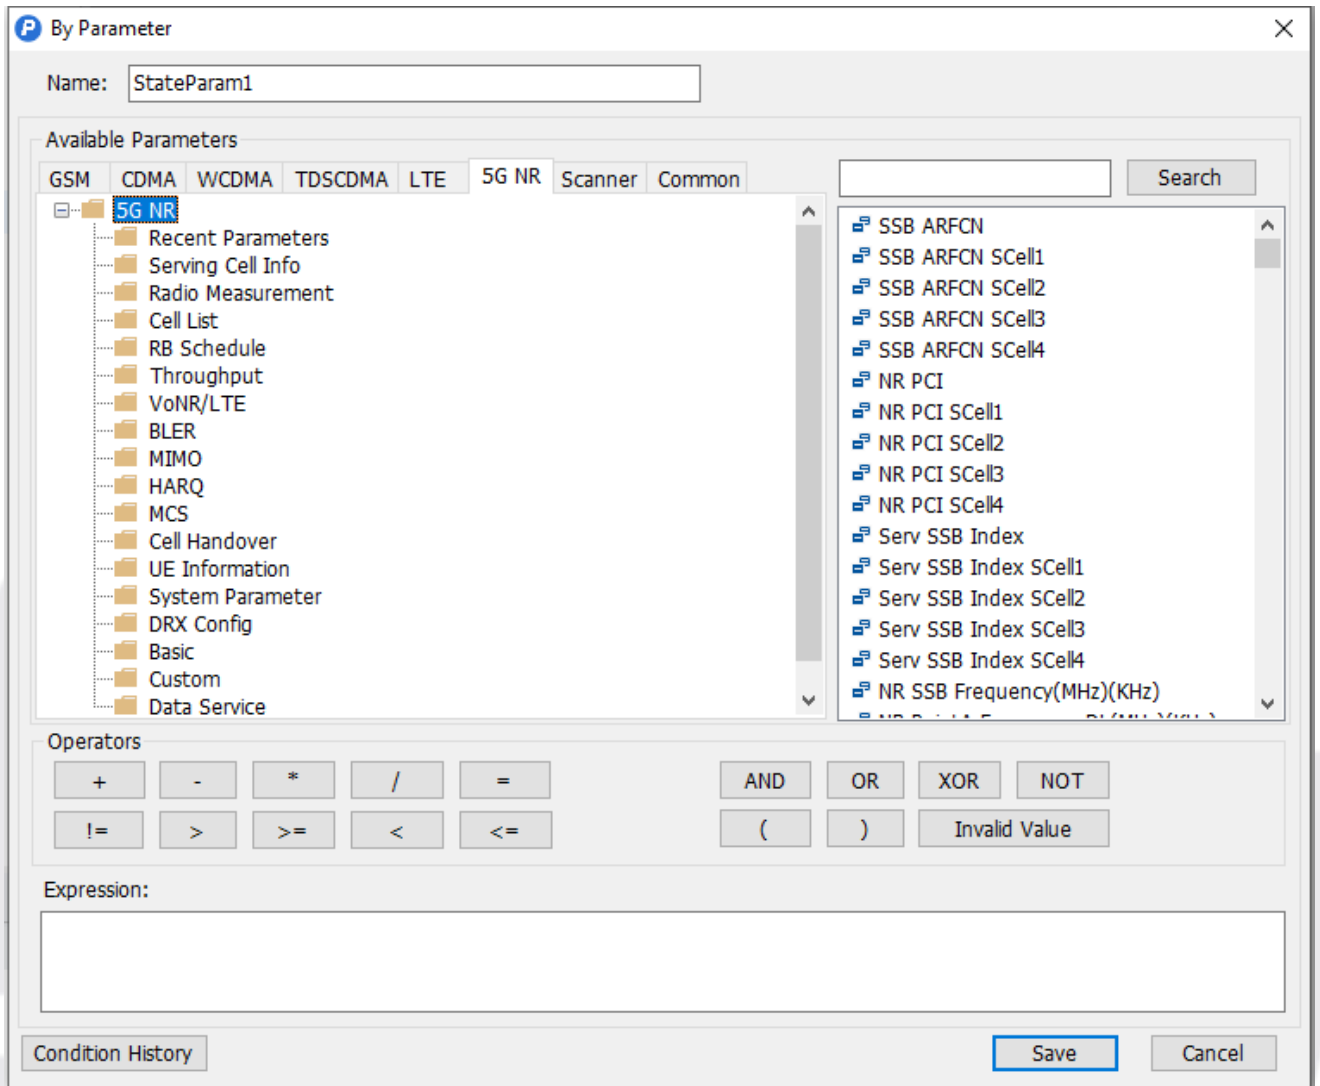 By Parameter
Name: StateParam1
Available Parameters
GSM CDMA WCDMA TDSCDMA LTE 5G NR Scanner Common
Search
5G NR
Recent Parameters
Serving Cell Info
Radio Measurement
Cell List
RB Schedule
Throughput
VoNR/LTE
BLER
MIMO
HARQ
MCS
Cell Handover
UE Information
System Parameter
DRX Config
Basic
Custom
Data Service
SSB ARFCN
SSB ARFCN SCell1
SSB ARFCN SCell2
SSB ARFCN SCell3
SSB ARFCN SCell4
NR PCI
NR PCI SCell1
NR PCI SCell2
NR PCI SCell3
NR PCI SCell4
Serv SSB Index
Serv SSB Index SCell1
Serv SSB Index SCell2
Serv SSB Index SCell3
Serv SSB Index SCell4
NR SSB Frequency(MHz)(KHz)
Operators
+ - * / = AND OR XOR NOT
!= > >= < <= ( ) Invalid Value
Expression:
Condition History Save Cancel